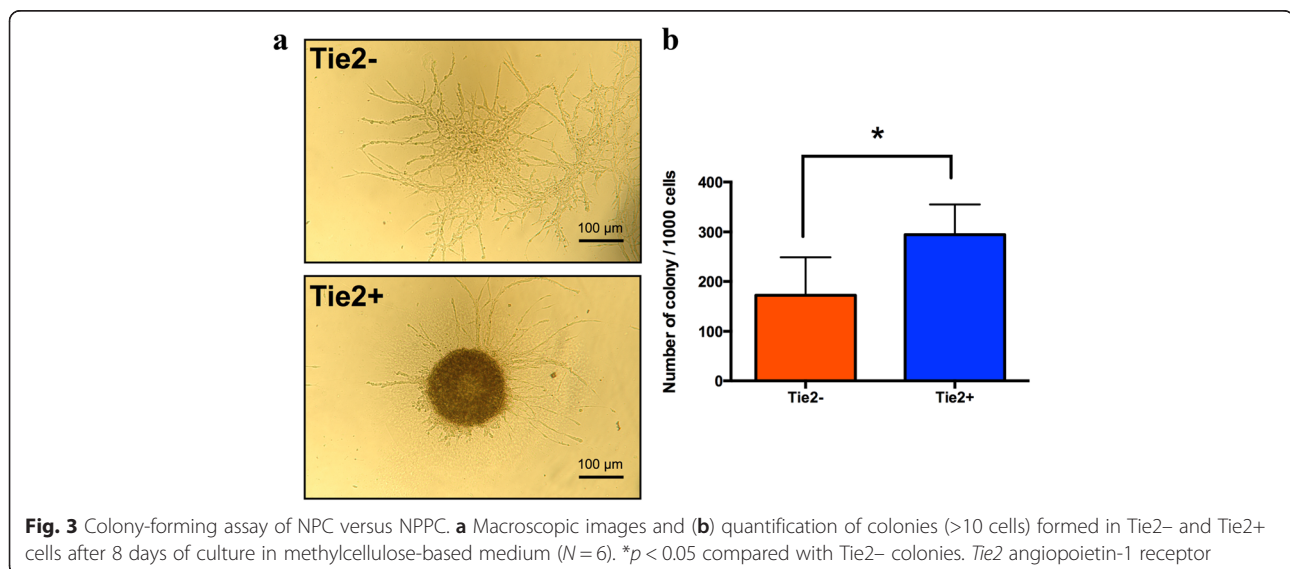 a
Tie2-
100 µm
Tie2+
100 µm
b
*
Number of colony / 1000 cells
400
300
200
100
0
Tie2-
Tie2+
Fig. 3 Colony-forming assay of NPC versus NPPC. a Macroscopic images and (b) quantification of colonies (>10 cells) formed in Tie2– and Tie2+
cells after 8 days of culture in methylcellulose-based medium (N = 6). *p < 0.05 compared with Tie2– colonies. Tie2 angiopoietin-1 receptor